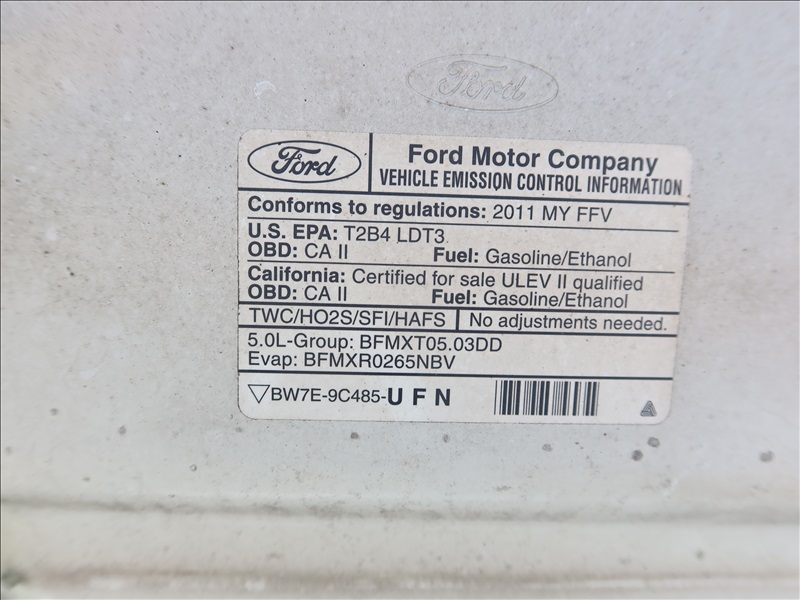 Ford
Ford
Ford Motor Company
VEHICLE EMISSION CONTROL INFORMATION
Conforms to regulations: 2011 MY FFV
U.S. EPA: T2B4 LDT3
OBD: CA II Fuel: Gasoline/Ethanol
California: Certified for sale ULEV II qualified
OBD: CA II Fuel: Gasoline/Ethanol
TWC/HO2S/SFI/HAFS No adjustments needed.
5.0L-Group: BFMXT05.03DD
Evap: BFMXR0265NBV
BW7E-9C485-U F N